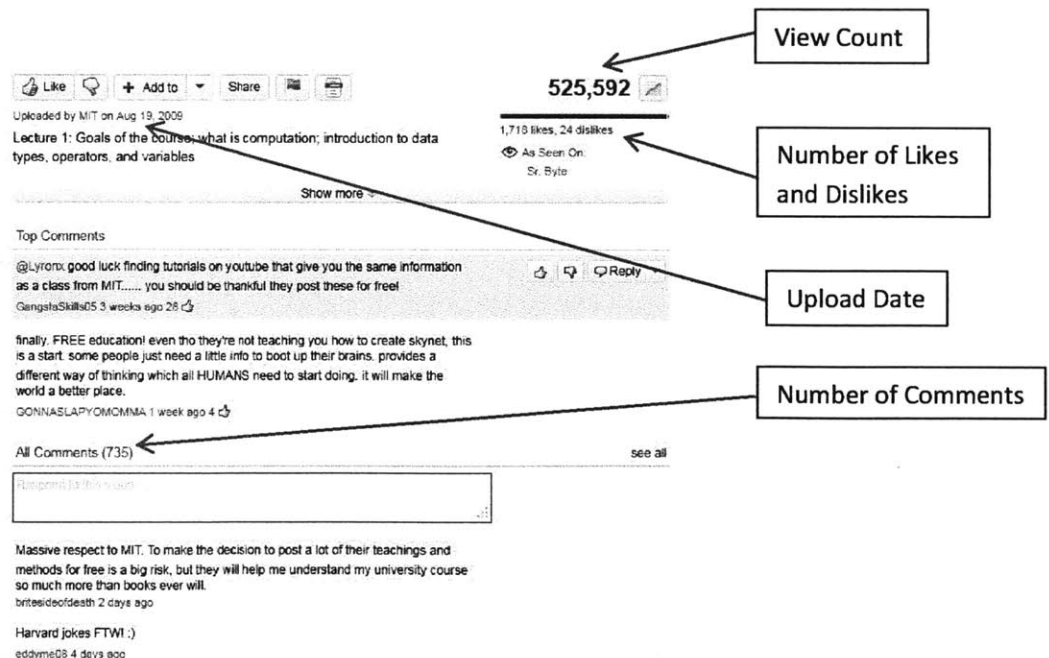 View Count
Like
+ Add to
Share
525,592
Uploaded by MIT on Aug 19, 2009
1,718 likes, 24 dislikes
Lecture 1: Goals of the course; what is computation; introduction to data
types, operators, and variables
As Seen On:
Sr. Byte
Number of Likes
and Dislikes
Show more
Top Comments
@Lyronx good luck finding tutorials on youtube that give you the same information
as a class from MIT...... you should be thankful they post these for free!
Reply
GangstaSkills05 3 weeks ago 26
Upload Date
finally. FREE education! even tho they're not teaching you how to create skynet, this
is a start. some people just need a little info to boot up their brains. provides a
different way of thinking which all HUMANS need to start doing. it will make the
world a better place.
GONNASLAPYOMOMMA 1 week ago 4
Number of Comments
All Comments (735)
see all
Respond to this video...
Massive respect to MIT. To make the decision to post a lot of their teachings and
methods for free is a big risk, but they will help me understand my university course
so much more than books ever will.
britesideofdeath 2 days ago
Harvard jokes FTW! :)
eddyme08 4 days ago